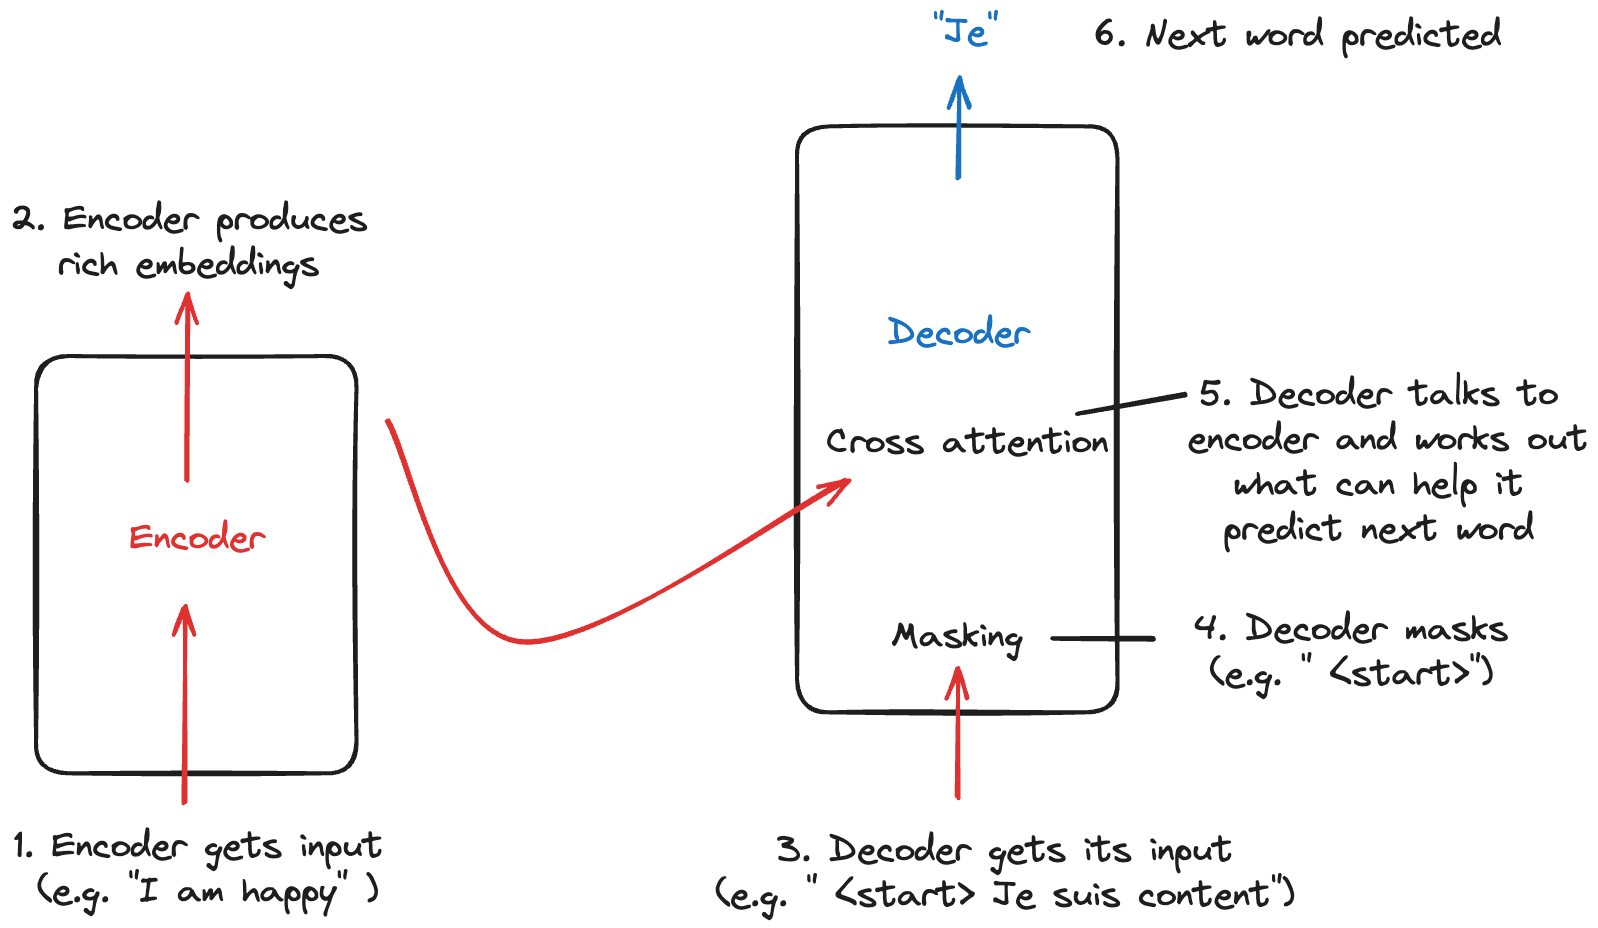 "Je"
6. Next word predicted
2. Encoder produces
rich embeddings
Decoder
Cross attention
5. Decoder talks to
encoder and works out
what can help it
predict next word
Encoder
Masking
4. Decoder masks
(e.g. " <start>")
1. Encoder gets input
(e.g. "I am happy" )
3. Decoder gets its input
(e.g. " <start> Je suis content")